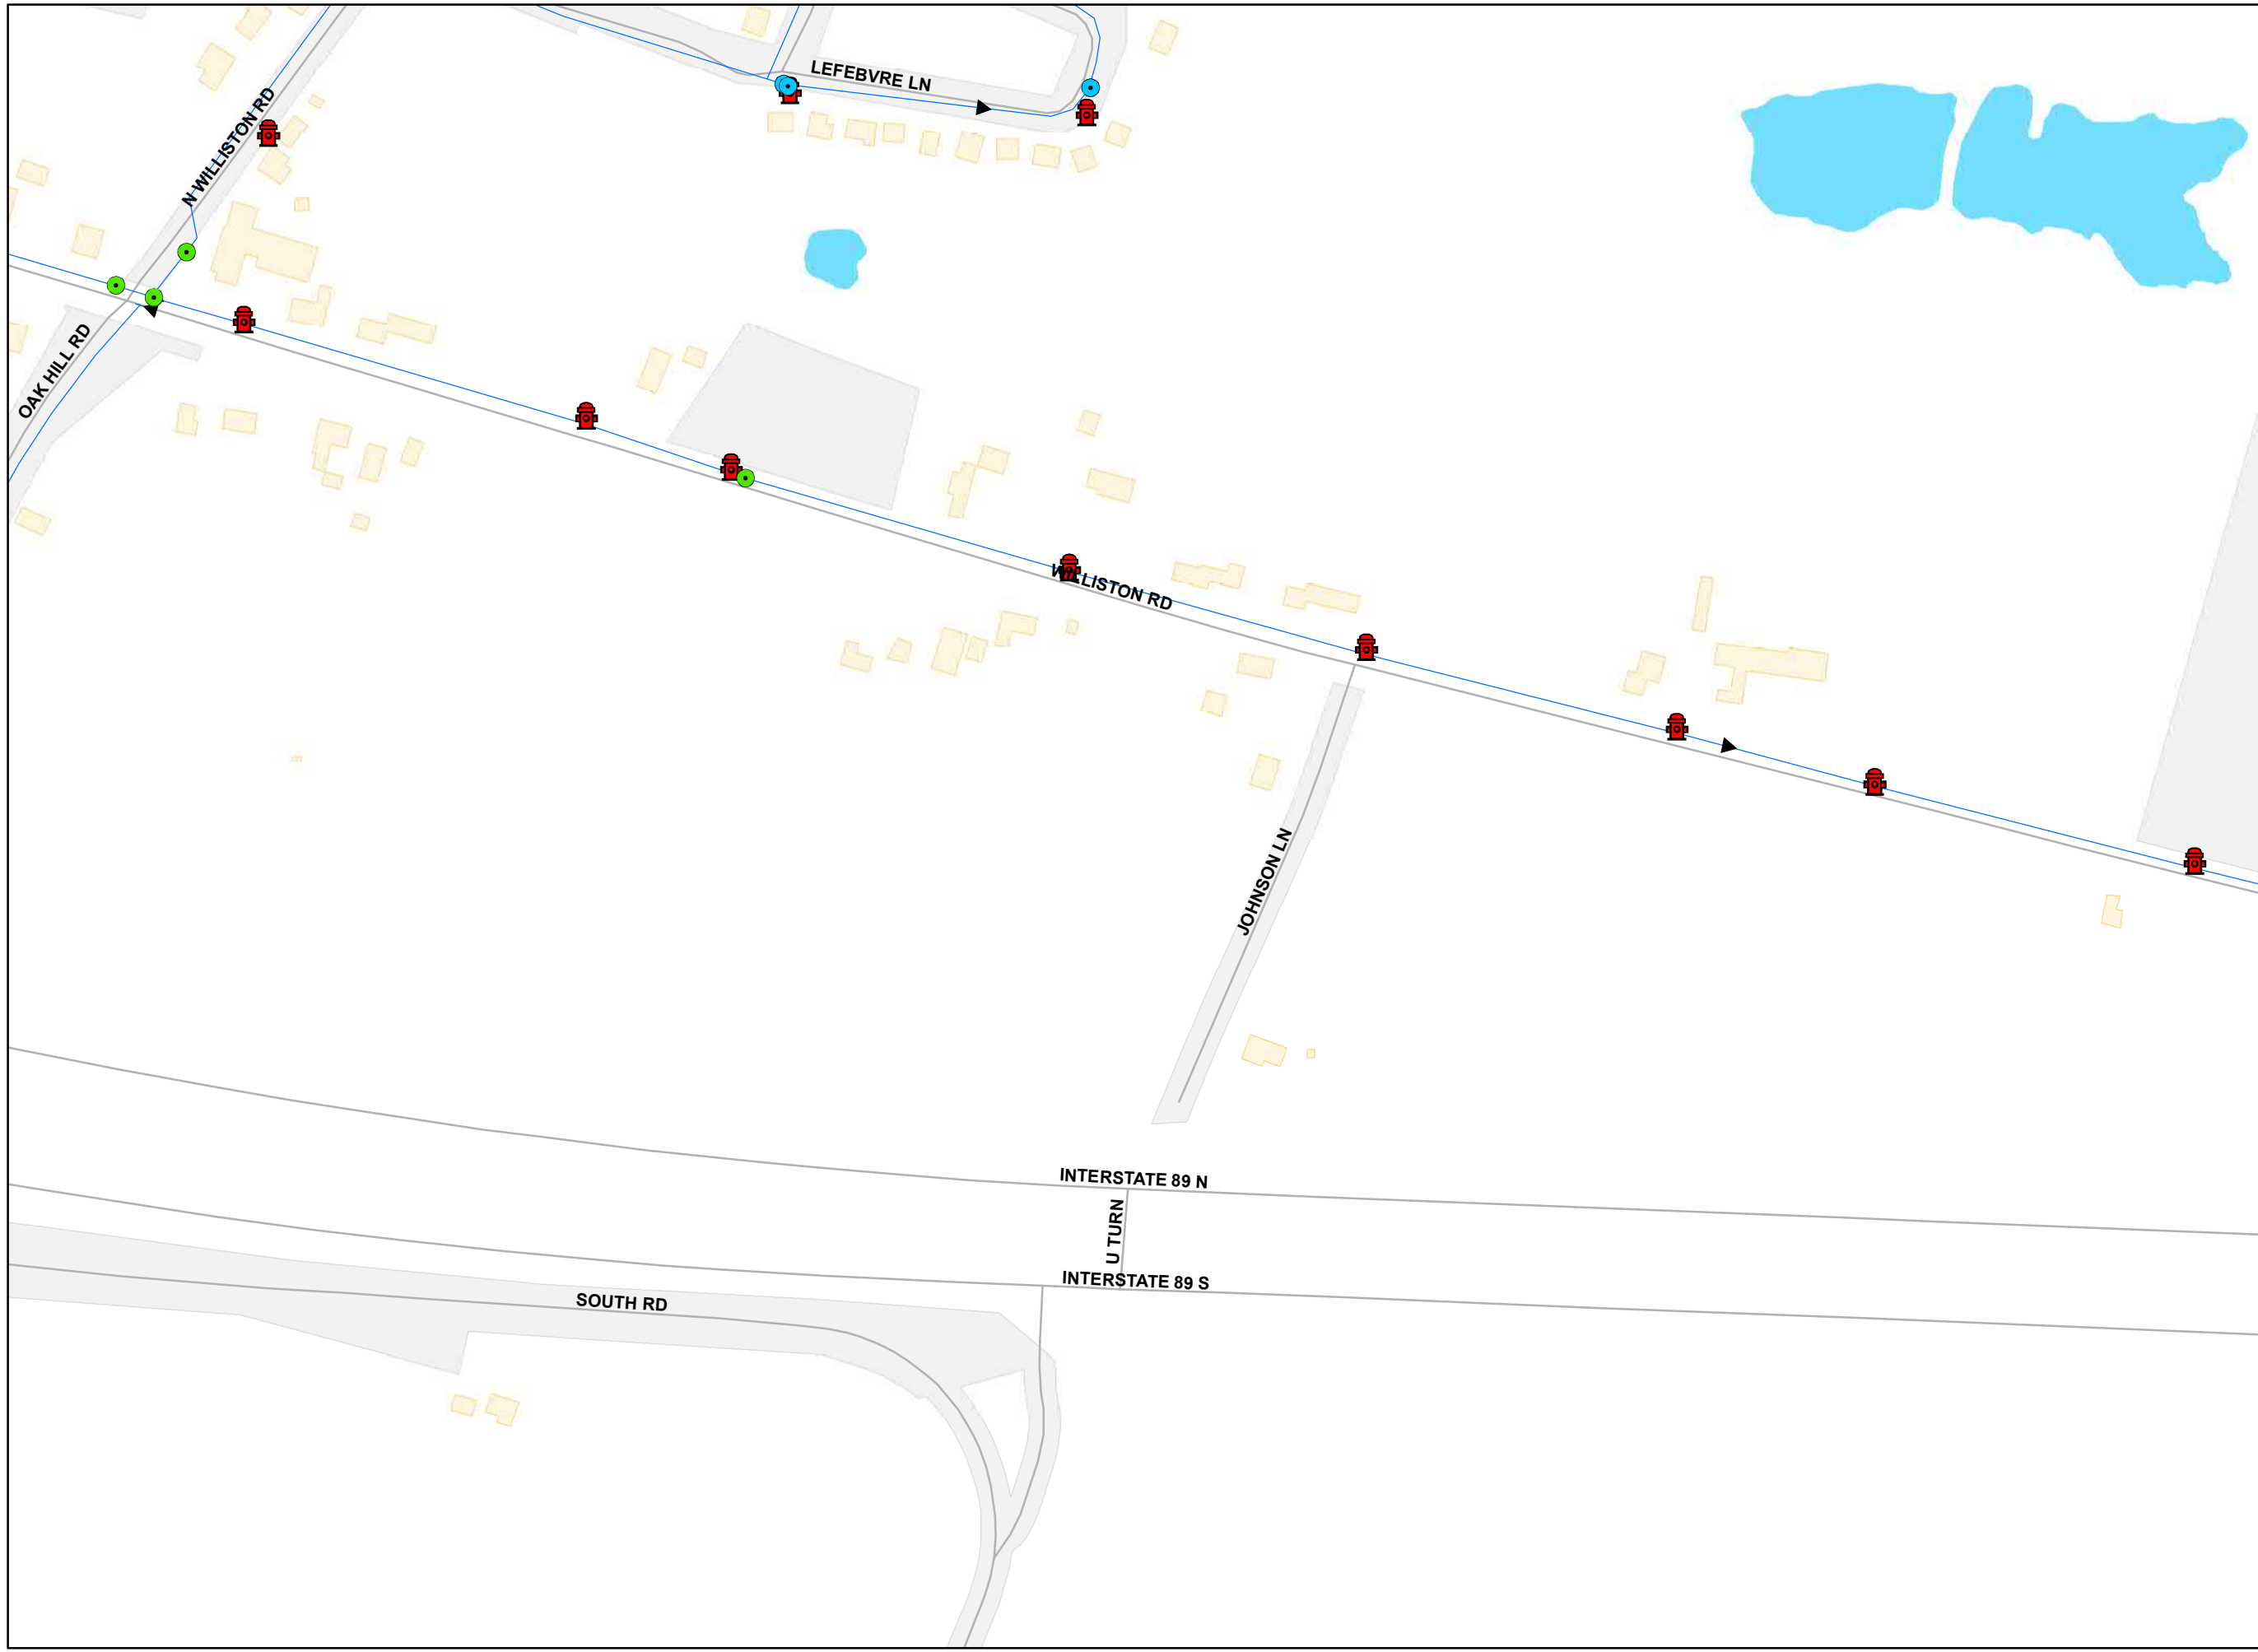 LEFEBVRE LN
N WILLISTON RD
OAK HILL RD
WILLISTON RD
JOHNSON LN
INTERSTATE 89 N
U TURN
INTERSTATE 89 S
SOUTH RD